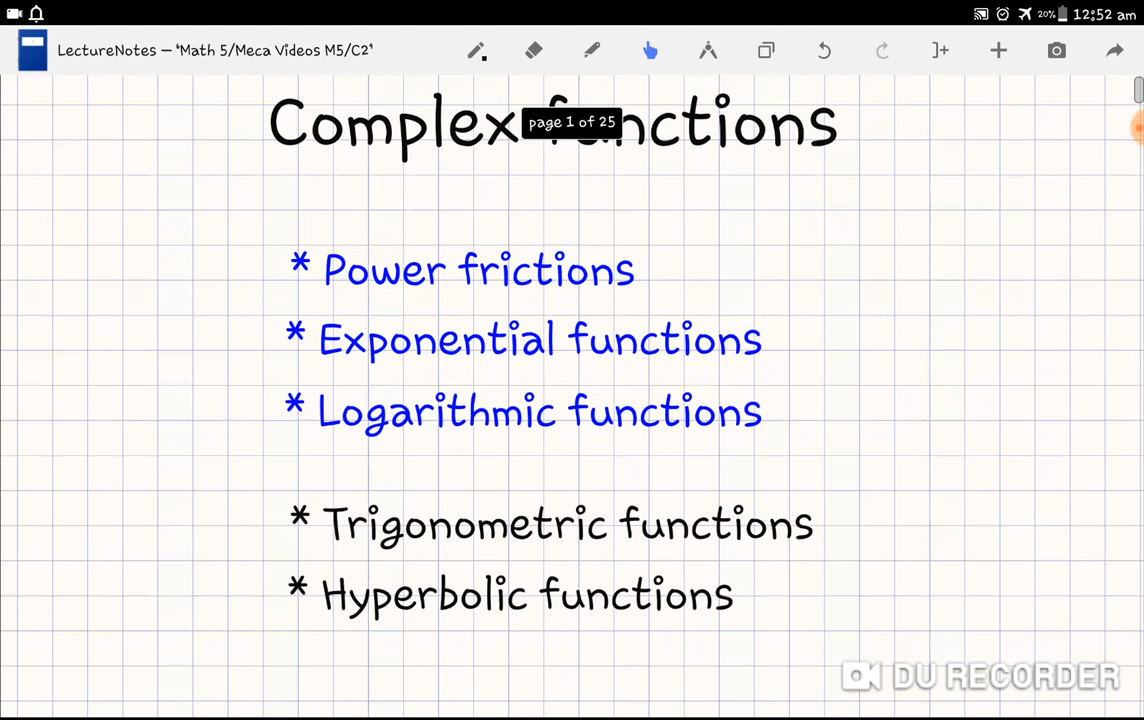 20% 12:52 am
LectureNotes – ‘Math 5/Meca Videos M5/C2’
Complex functions
page 1 of 25
* Power frictions
* Exponential functions
* Logarithmic functions
* Trigonometric functions
* Hyperbolic functions
DU RECORDER